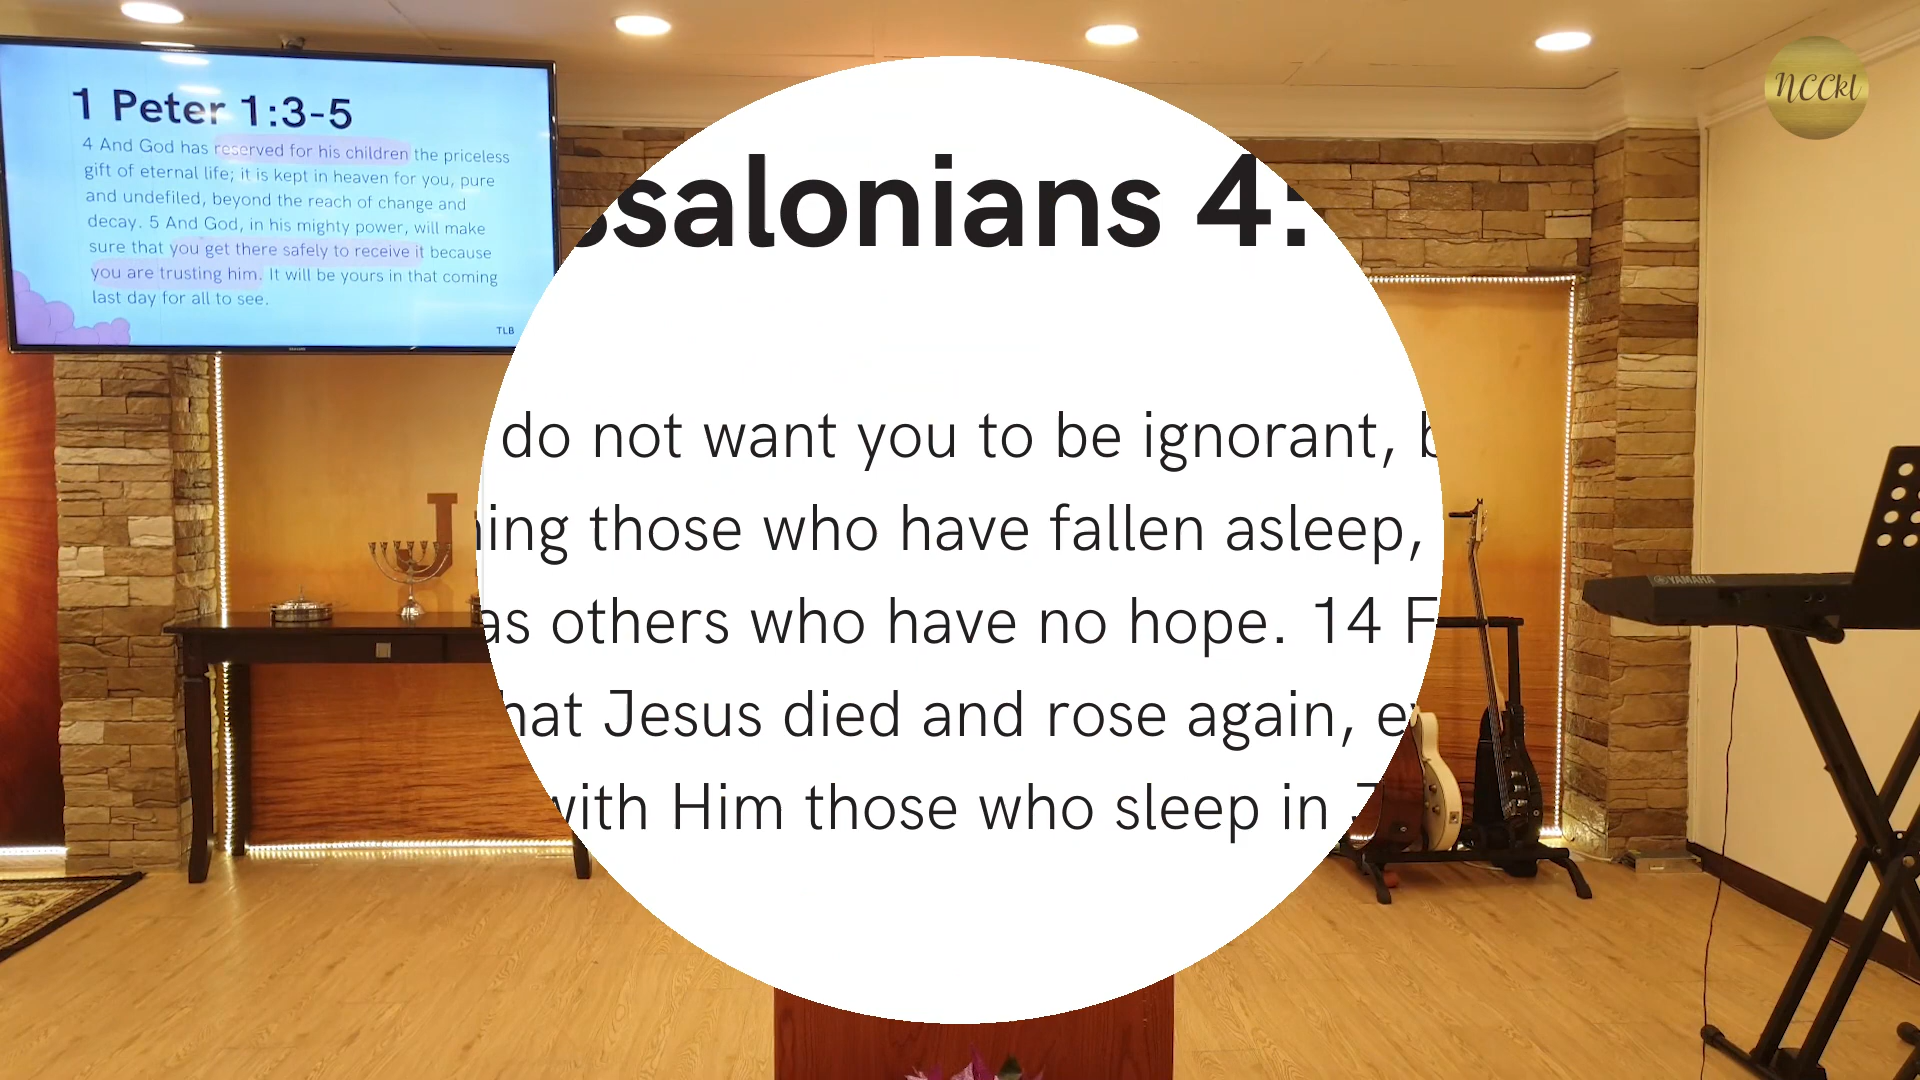 1 Peter 1:3-5
4 And God has reserved for his children the priceless
gift of eternal life; it is kept in heaven for you, pure
and undefiled, beyond the reach of change and
decay. 5 And God, in his mighty power, will make
sure that you get there safely to receive it because
you are trusting him. It will be yours in that coming
last day for all to see.
TLB
NCCkl
ssalonians 4:
do not want you to be ignorant, b
ing those who have fallen asleep,
as others who have no hope. 14 F
hat Jesus died and rose again, ev
with Him those who sleep in J
J
YAMAHA